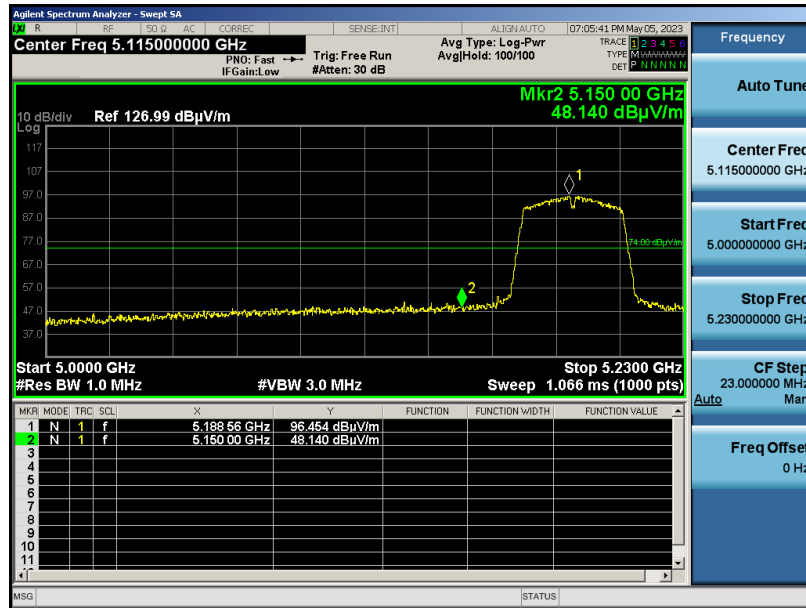 Agilent Spectrum Analyzer - Swept SA
LXI R RF 50 Ω AC CORREC SENSE:INT ALIGN AUTO 07:05:41 PM May 05, 2023
Center Freq 5.115000000 GHz
PNO: Fast
IFGain:Low
Trig: Free Run
#Atten: 30 dB
Avg Type: Log-Pwr
Avg|Hold: 100/100
TRACE 1 2 3 4 5 6
TYPE M WWWWW
DET P N N N N N
Mkr2 5.150 00 GHz
48.140 dBµV/m
10 dB/div Ref 126.99 dBµV/m
Log
117
107
97.0
87.0
77.0
67.0
57.0
47.0
37.0
1
2
74.00 dBµV/m
Start 5.0000 GHz Stop 5.2300 GHz
#Res BW 1.0 MHz #VBW 3.0 MHz Sweep 1.066 ms (1000 pts)
MKR MODE TRC SCL X Y FUNCTION FUNCTION WIDTH FUNCTION VALUE
1 N 1 f 5.188 56 GHz 96.454 dBµV/m
2 N 1 f 5.150 00 GHz 48.140 dBµV/m
3
4
5
6
7
8
9
10
11
MSG STATUS
Frequency
Auto Tune
Center Freq
5.115000000 GHz
Start Freq
5.000000000 GHz
Stop Freq
5.230000000 GHz
CF Step
23.000000 MHz
Auto Man
Freq Offset
0 Hz